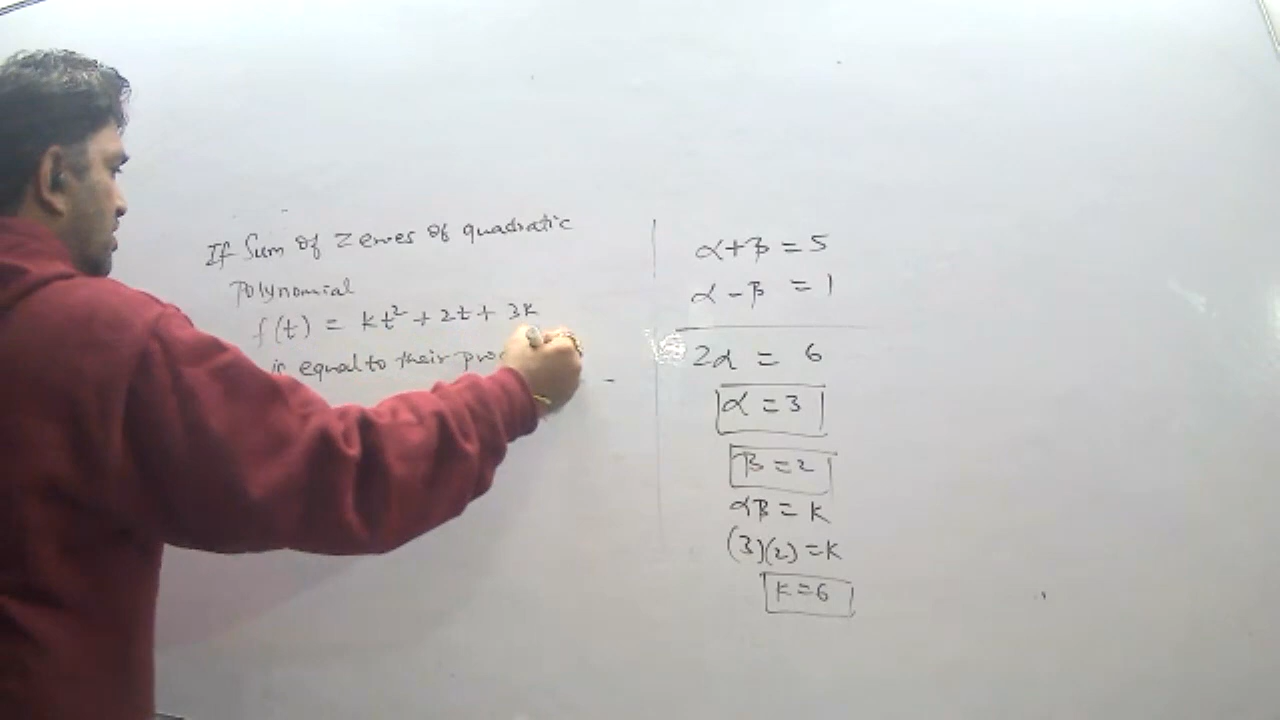 If Sum of Zeroes of quadratic
Polynomial
f(t) = kt² + 2t + 3k
is equal to their
α+β = 5
α-β = 1
2α = 6
α = 3
β = 2
αβ = K
(3)(2) = K
K = 6